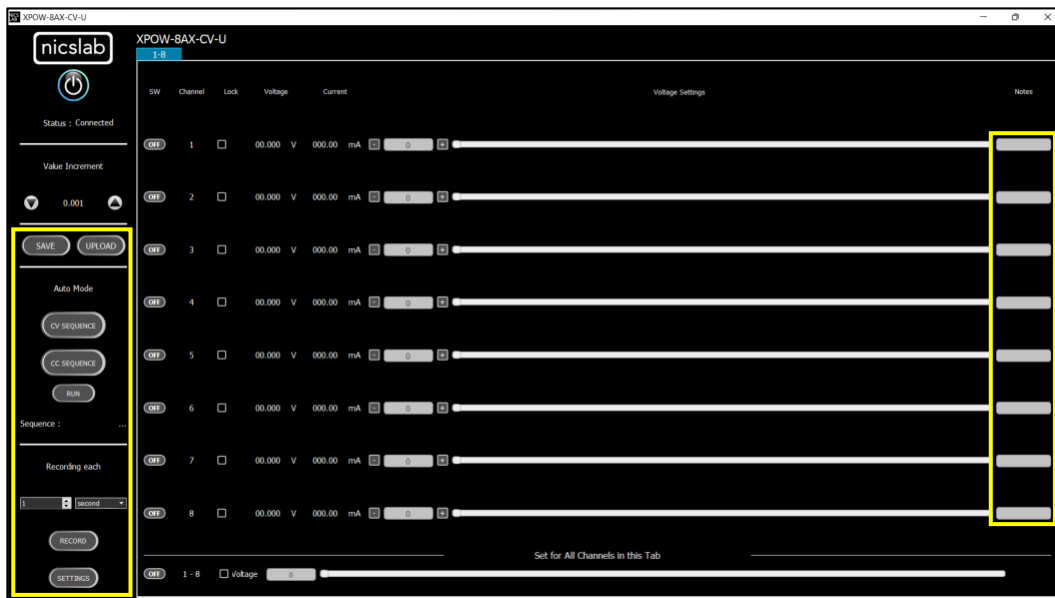 XPOW-8AX-CV-U
nicslab
XPOW-8AX-CV-U
1-8
SW Channel Lock Voltage Current Voltage Settings Notes
Status : Connected
OFF 1 00.000 V 000.00 mA - 0 +
Value Increment
OFF 2 00.000 V 000.00 mA - 0 +
0.001
SAVE UPLOAD
OFF 3 00.000 V 000.00 mA - 0 +
Auto Mode
OFF 4 00.000 V 000.00 mA - 0 +
CV SEQUENCE
OFF 5 00.000 V 000.00 mA - 0 +
CC SEQUENCE
RUN
OFF 6 00.000 V 000.00 mA - 0 +
Sequence : ...
OFF 7 00.000 V 000.00 mA - 0 +
Recording each
1 second
OFF 8 00.000 V 000.00 mA - 0 +
RECORD
Set for All Channels in this Tab
SETTINGS
OFF 1 - 8 Voltage 0